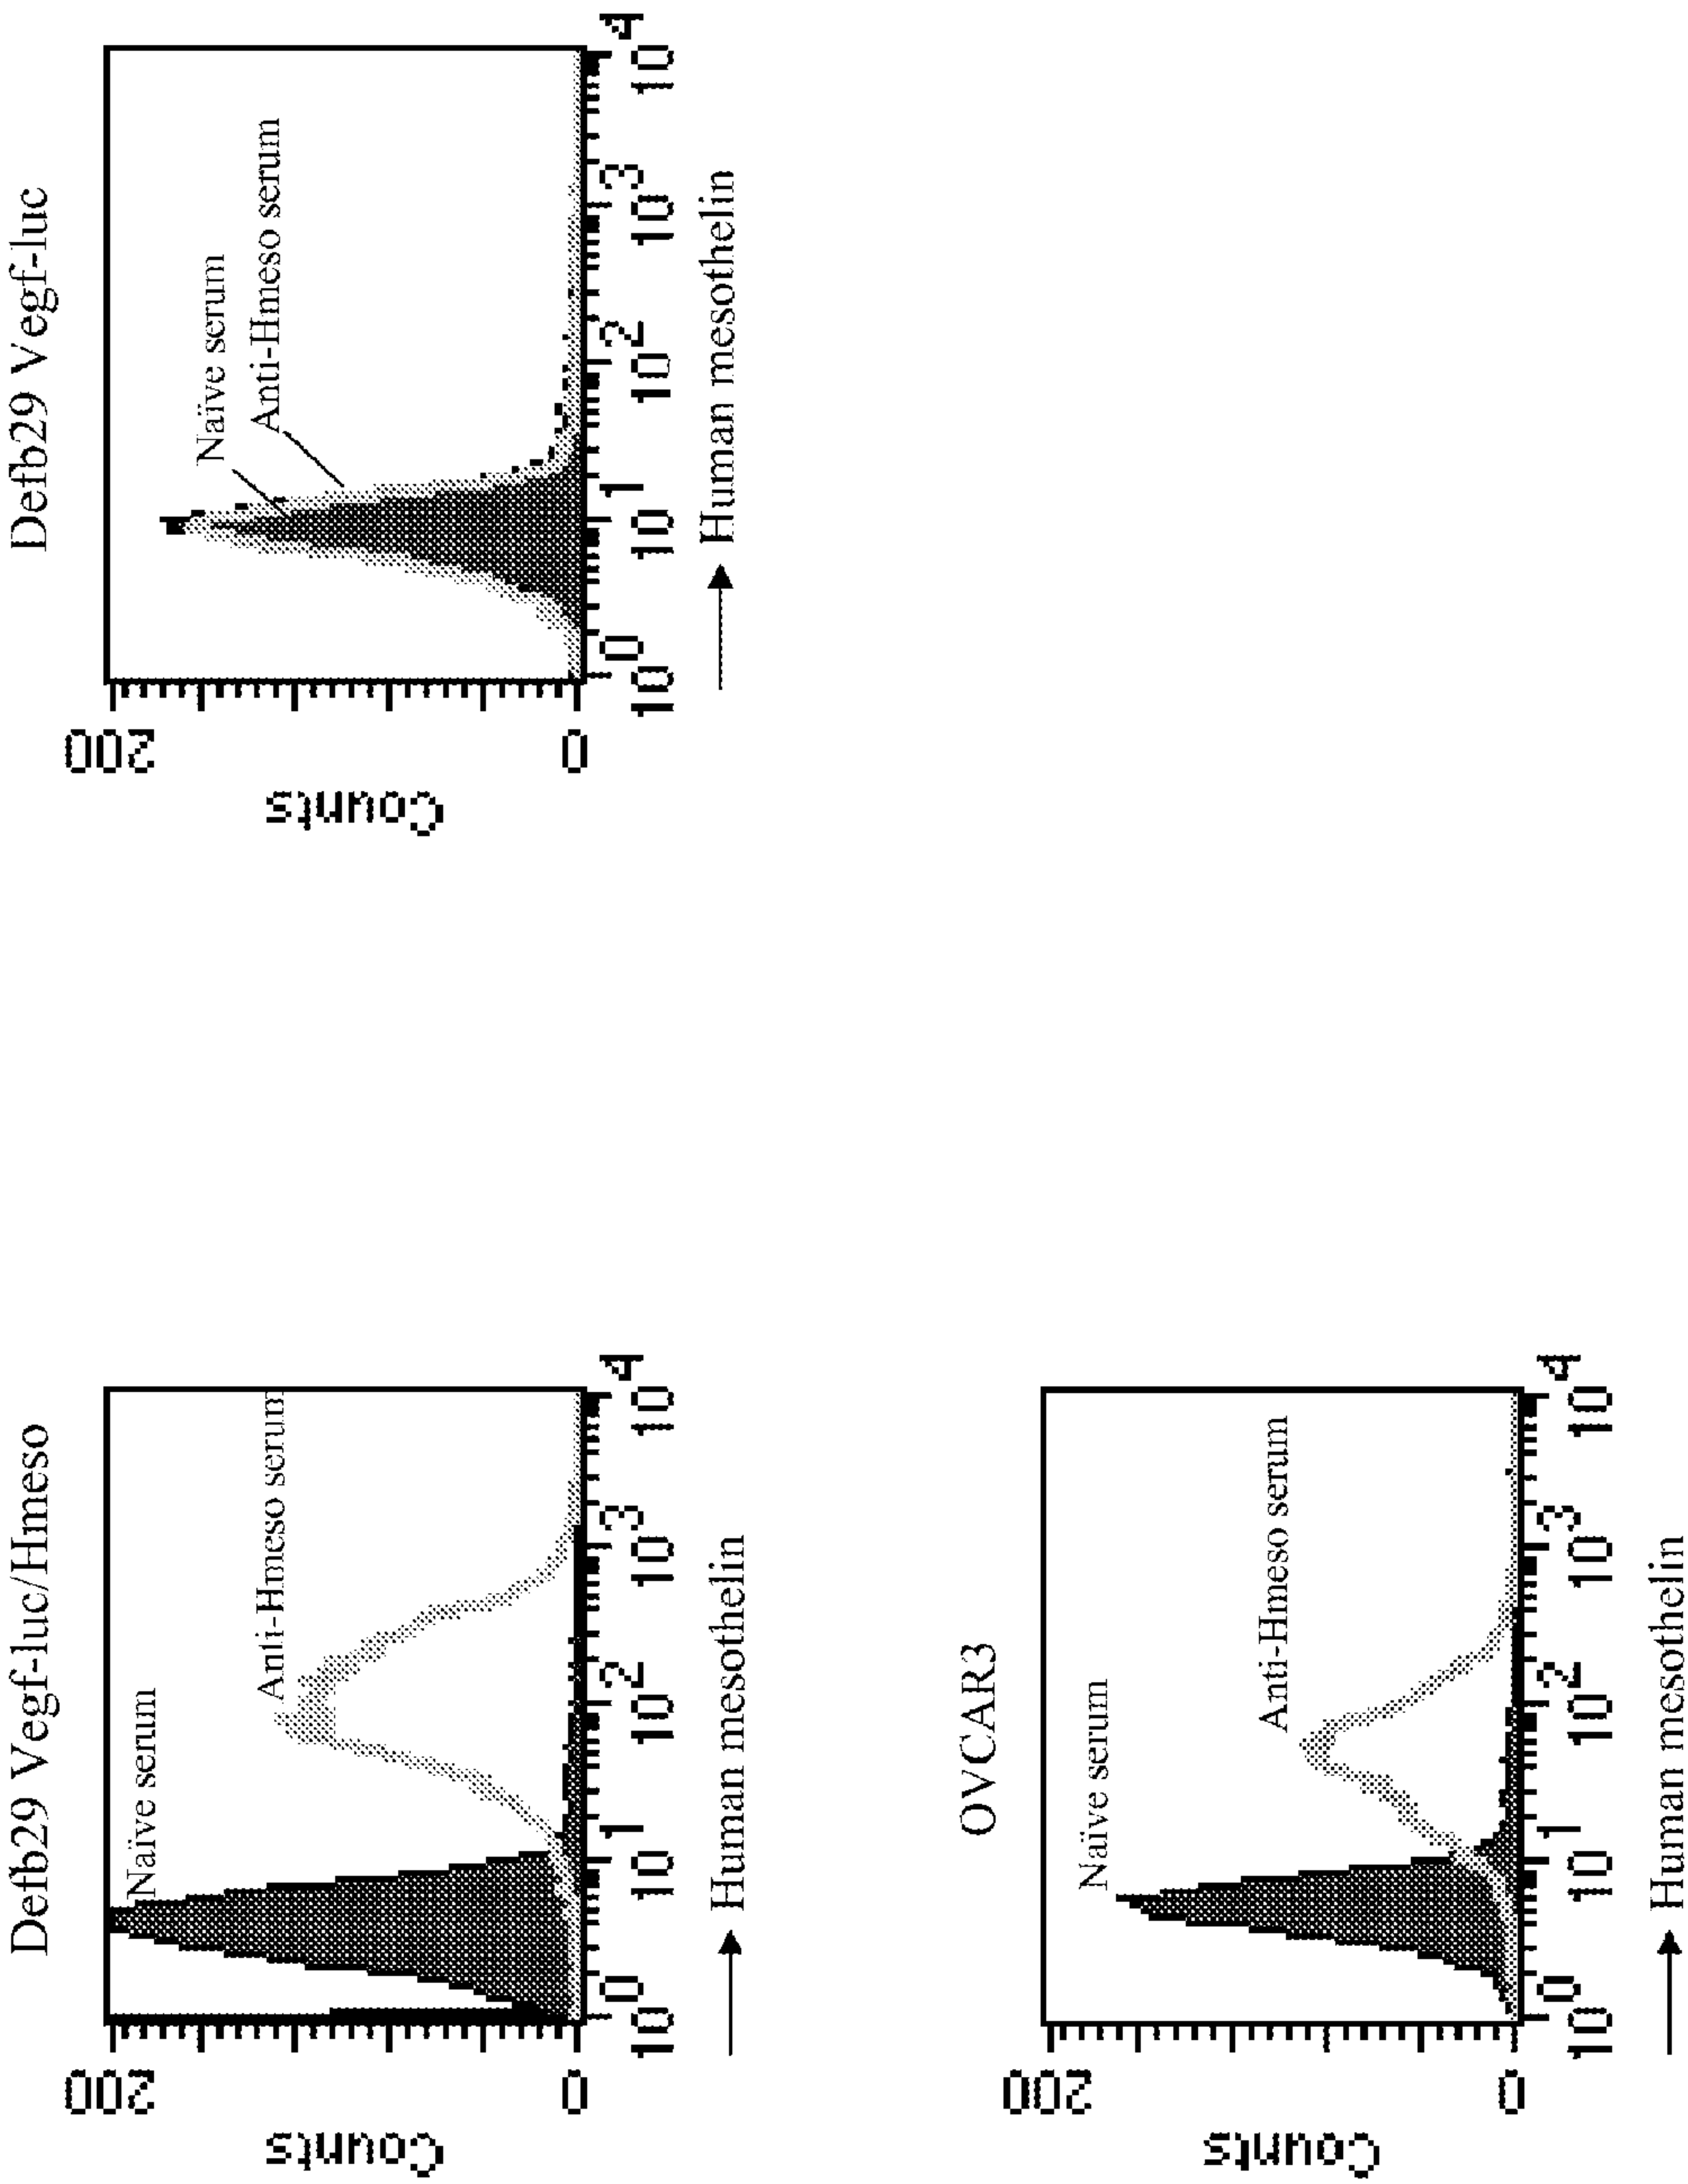 Defb29 Vegf-luc/Hmeso
Counts
200
0
Naïve serum
Anti-Hmeso serum
10^0 10^1 10^2 10^3 10^4
Human mesothelin
Defb29 Vegf-luc
Counts
200
0
Naïve serum
Anti-Hmeso serum
10^0 10^1 10^2 10^3 10^4
Human mesothelin
OVCAR3
Counts
200
0
Naïve serum
Anti-Hmeso serum
10^0 10^1 10^2 10^3 10^4
Human mesothelin